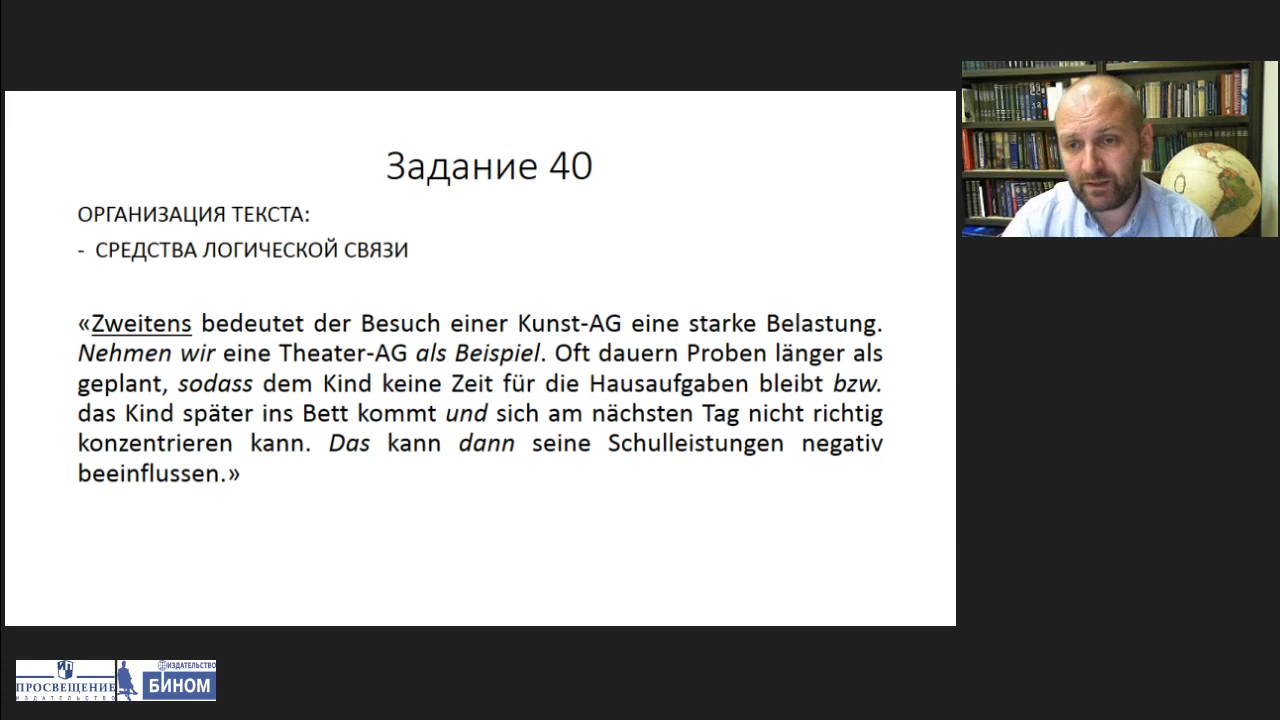 Задание 40
ОРГАНИЗАЦИЯ ТЕКСТА:
- СРЕДСТВА ЛОГИЧЕСКОЙ СВЯЗИ
«Zweitens bedeutet der Besuch einer Kunst-AG eine starke Belastung.
Nehmen wir eine Theater-AG als Beispiel. Oft dauern Proben länger als
geplant, sodass dem Kind keine Zeit für die Hausaufgaben bleibt bzw.
das Kind später ins Bett kommt und sich am nächsten Tag nicht richtig
konzentrieren kann. Das kann dann seine Schulleistungen negativ
beeinflussen.»
ПРОСВЕЩЕНИЕ
ИЗДАТЕЛЬСТВО
ИЗДАТЕЛЬСТВО
БИНОМ